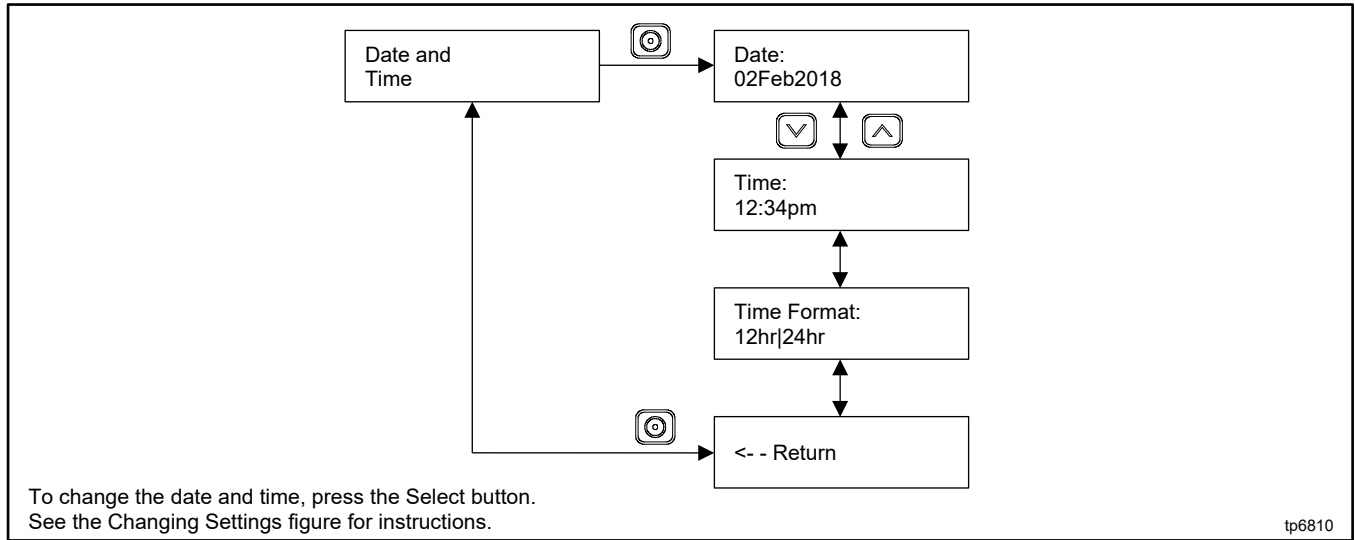 Date and
Time
Date:
02Feb2018
Time:
12:34pm
Time Format:
12hr|24hr
<- - Return
To change the date and time, press the Select button.
See the Changing Settings figure for instructions.
tp6810